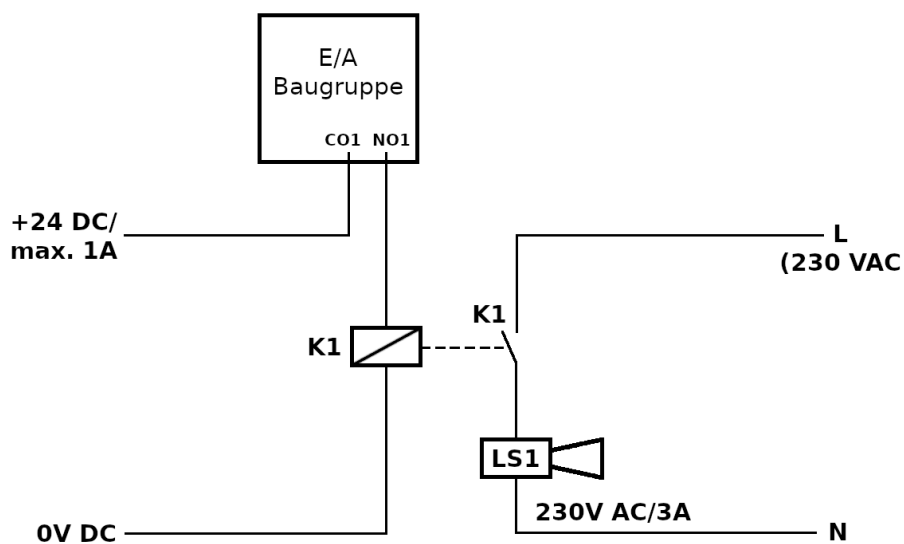 E/A
Baugruppe
CO1 NO1
+24 DC/
max. 1A
L
(230 VAC
K1
K1
LS1
230V AC/3A
0V DC
N